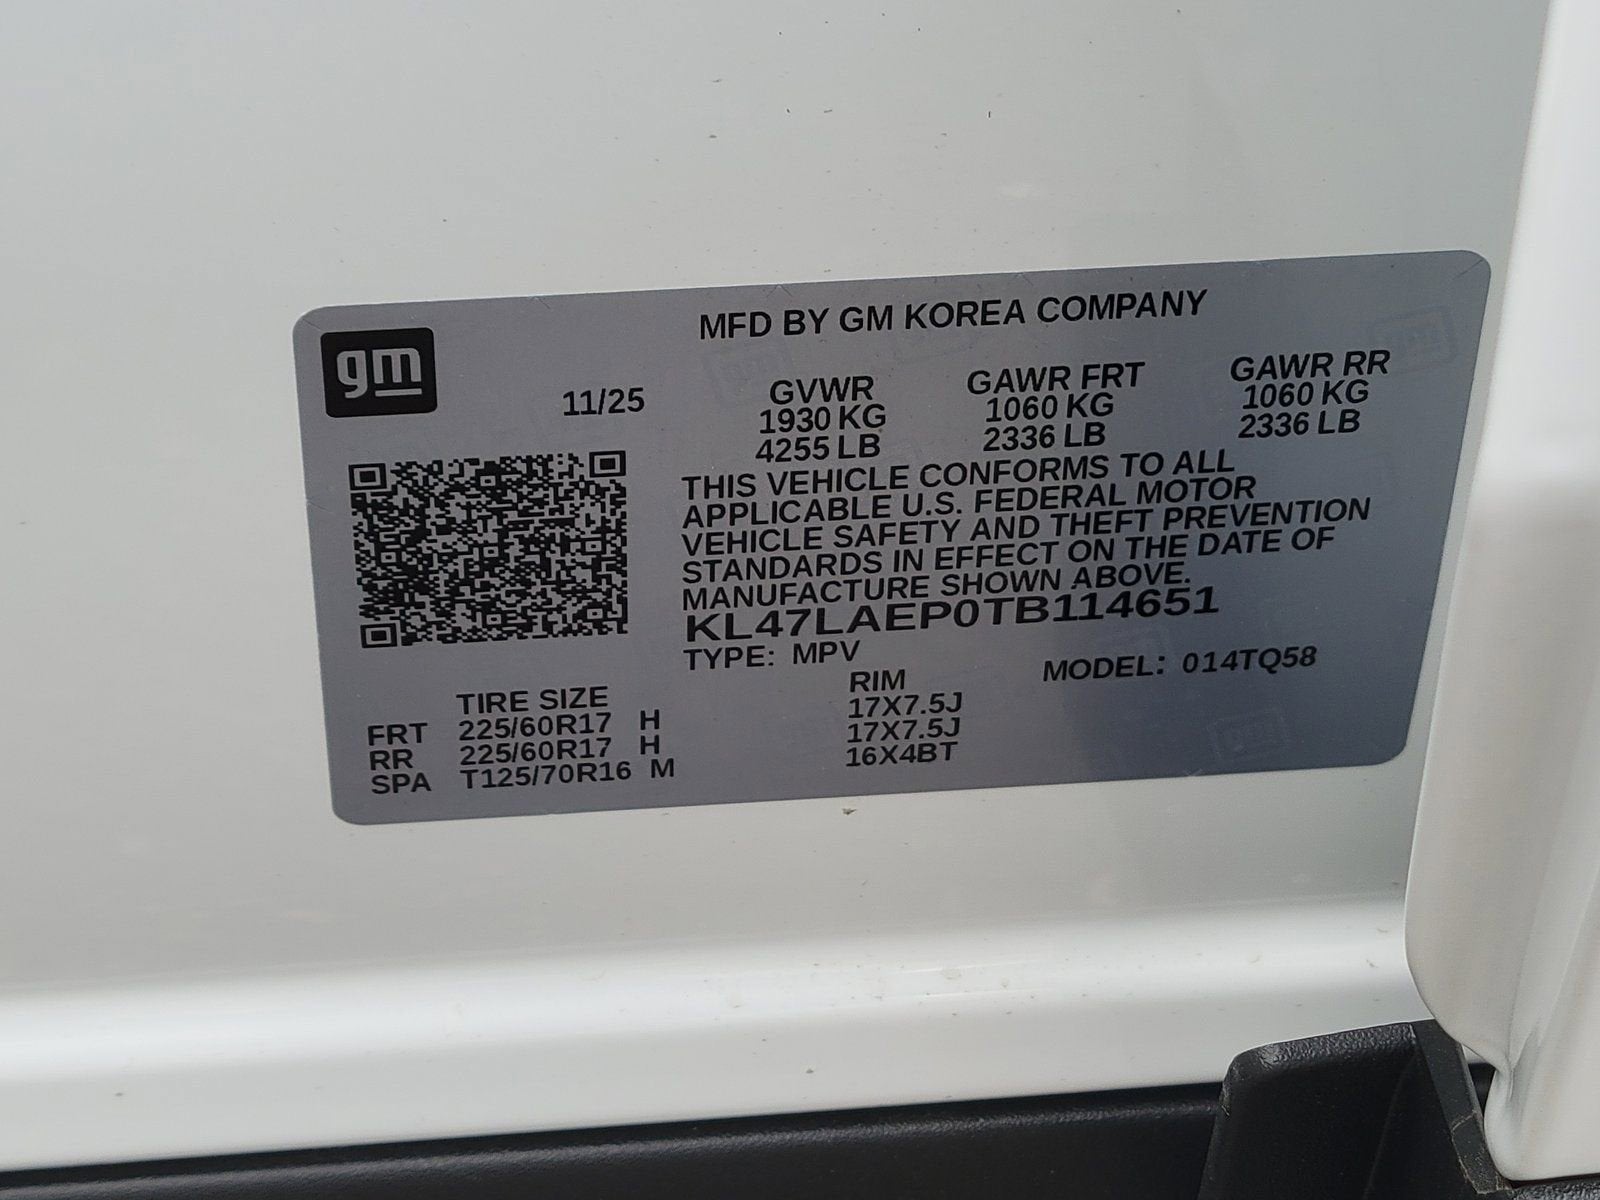 gm
MFD BY GM KOREA COMPANY
11/25
GVWR GAWR FRT GAWR RR
1930 KG 1060 KG 1060 KG
4255 LB 2336 LB 2336 LB
THIS VEHICLE CONFORMS TO ALL
APPLICABLE U.S. FEDERAL MOTOR
VEHICLE SAFETY AND THEFT PREVENTION
STANDARDS IN EFFECT ON THE DATE OF
MANUFACTURE SHOWN ABOVE.
KL47LAEP0TB114651
TYPE: MPV MODEL: 014TQ58
TIRE SIZE RIM
FRT 225/60R17 H 17X7.5J
RR 225/60R17 H 17X7.5J
SPA T125/70R16 M 16X4BT